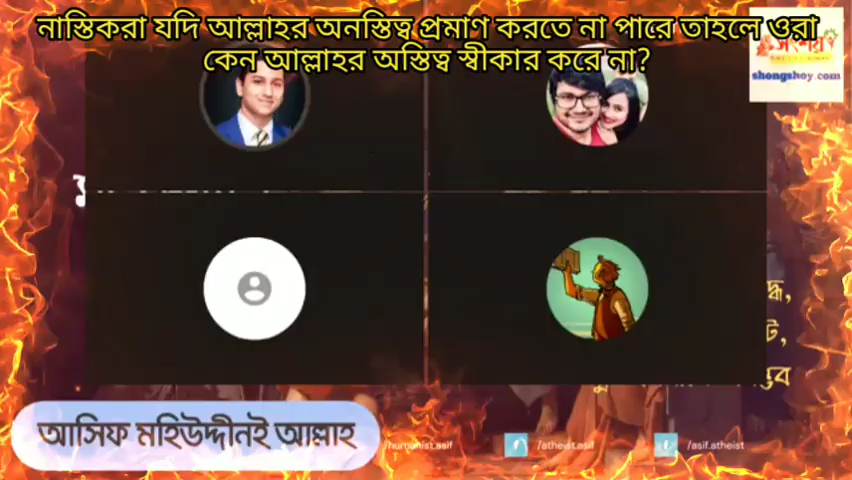 নাস্তিকরা যদি আল্লাহর অনস্তিত্ব প্রমাণ করতে না পারে তাহলে ওরা
কেন আল্লাহর অস্তিত্ব স্বীকার করে না?
সংশয়
shongshoy.com
আসিফ মহিউদ্দীনই আল্লাহ
/humanist.asif
/atheist.asif
/asif.atheist